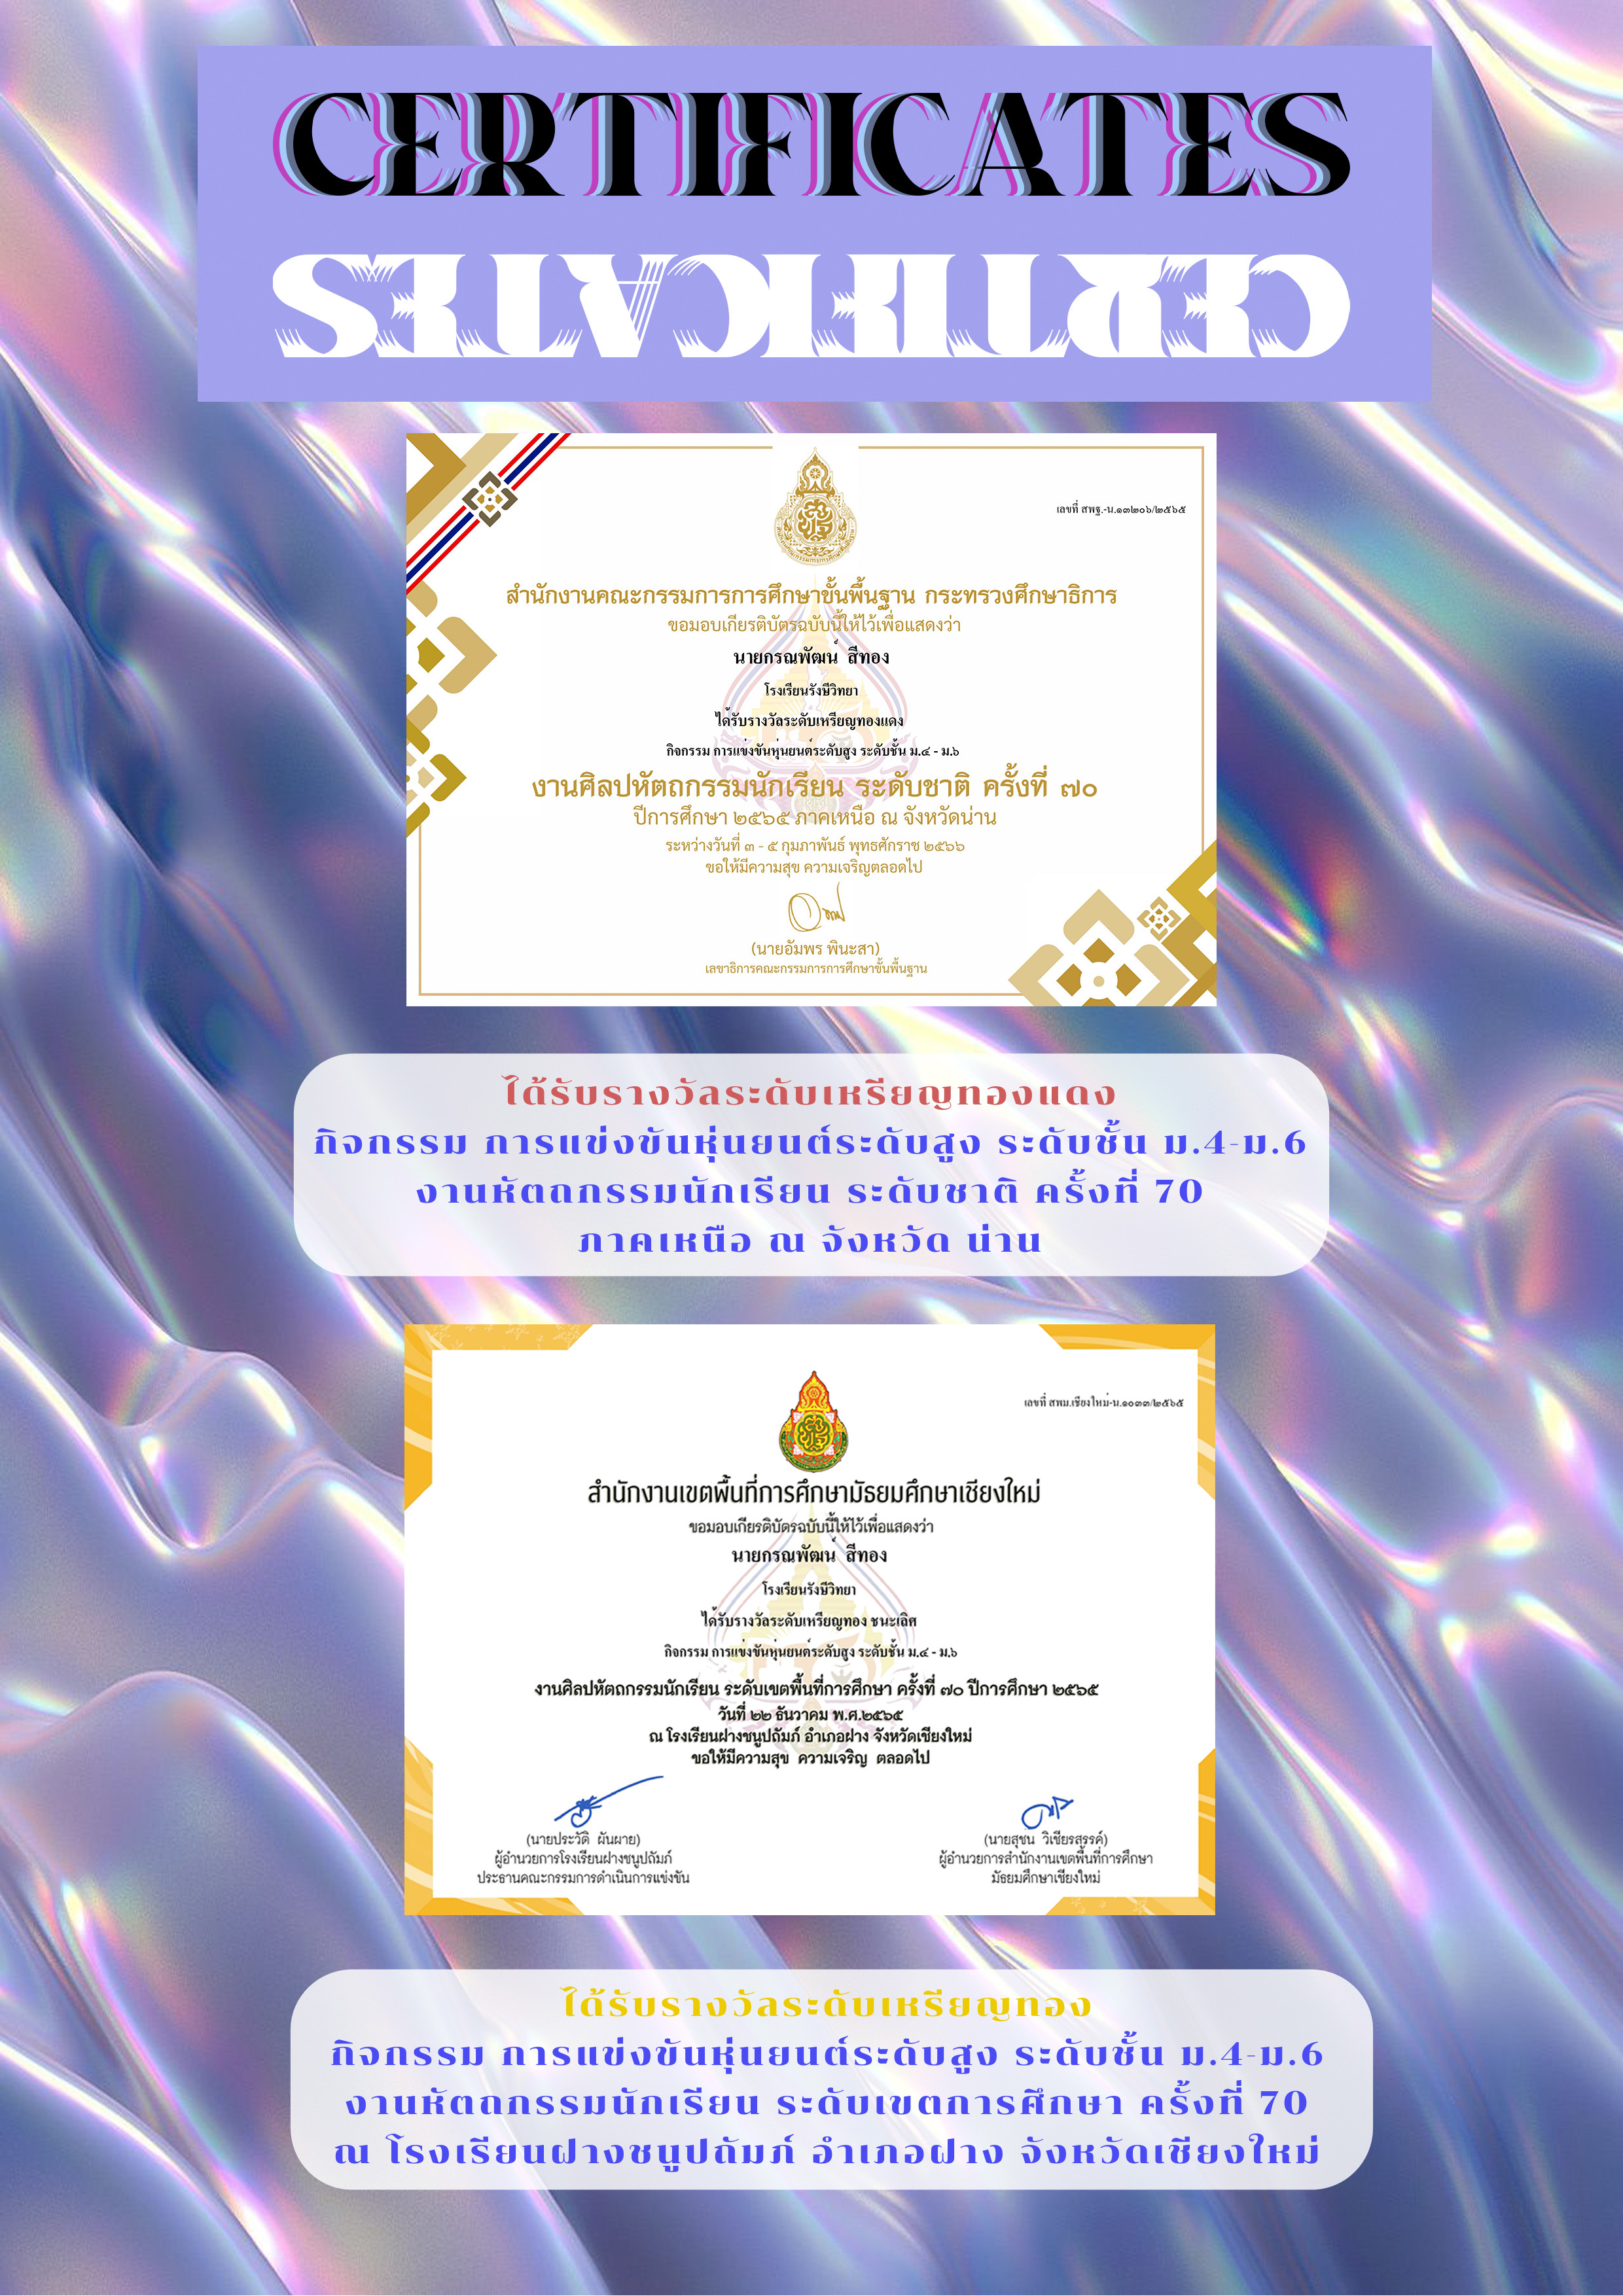 CERTIFICATES
CERTIFICATES
เลขที่ สพฐ.-น.๑๓๒๐๖/๒๕๖๕
สำนักงานคณะกรรมการการศึกษาขั้นพื้นฐาน กระทรวงศึกษาธิการ
ขอมอบเกียรติบัตรฉบับนี้ให้ไว้เพื่อแสดงว่า
นายกรณพัฒน์ สีทอง
โรงเรียนรังษีวิทยา
ได้รับรางวัลระดับเหรียญทองแดง
กิจกรรม การแข่งขันหุ่นยนต์ระดับสูง ระดับชั้น ม.๔ - ม.๖
งานศิลปหัตถกรรมนักเรียน ระดับชาติ ครั้งที่ ๗๐
ปีการศึกษา ๒๕๖๕ ภาคเหนือ ณ จังหวัดน่าน
ระหว่างวันที่ ๓ - ๕ กุมภาพันธ์ พุทธศักราช ๒๕๖๖
ขอให้มีความสุข ความเจริญตลอดไป
(นายอัมพร พินะสา)
เลขาธิการคณะกรรมการการศึกษาขั้นพื้นฐาน
ได้รับรางวัลระดับเหรียญทองแดง
กิจกรรม การแข่งขันหุ่นยนต์ระดับสูง ระดับชั้น ม.4-ม.6
งานหัตถกรรมนักเรียน ระดับชาติ ครั้งที่ 70
ภาคเหนือ ณ จังหวัด น่าน
เลขที่ สพม.เชียงใหม่-น.๑๐๓๓/๒๕๖๕
สำนักงานเขตพื้นที่การศึกษามัธยมศึกษาเชียงใหม่
ขอมอบเกียรติบัตรฉบับนี้ให้ไว้เพื่อแสดงว่า
นายกรณพัฒน์ สีทอง
โรงเรียนรังษีวิทยา
ได้รับรางวัลระดับเหรียญทอง ชนะเลิศ
กิจกรรม การแข่งขันหุ่นยนต์ระดับสูง ระดับชั้น ม.๔ - ม.๖
งานศิลปหัตถกรรมนักเรียน ระดับเขตพื้นที่การศึกษา ครั้งที่ ๗๐ ปีการศึกษา ๒๕๖๕
วันที่ ๒๒ ธันวาคม พ.ศ.๒๕๖๕
ณ โรงเรียนฝางชนูปถัมภ์ อำเภอฝาง จังหวัดเชียงใหม่
ขอให้มีความสุข ความเจริญ ตลอดไป
(นายประวัติ ผันผาย)
ผู้อำนวยการโรงเรียนฝางชนูปถัมภ์
ประธานคณะกรรมการดำเนินการแข่งขัน
(นายสุชน วิเชียรสรรค์)
ผู้อำนวยการสำนักงานเขตพื้นที่การศึกษา
มัธยมศึกษาเชียงใหม่
ได้รับรางวัลระดับเหรียญทอง
กิจกรรม การแข่งขันหุ่นยนต์ระดับสูง ระดับชั้น ม.4-ม.6
งานหัตถกรรมนักเรียน ระดับเขตการศึกษา ครั้งที่ 70
ณ โรงเรียนฝางชนูปถัมภ์ อำเภอฝาง จังหวัดเชียงใหม่